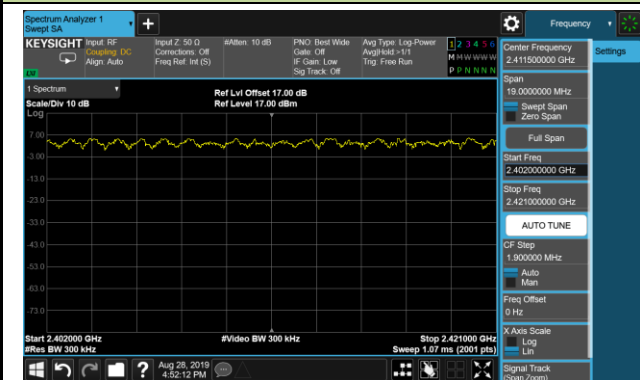 Spectrum Analyzer 1
Swept SA
Frequency
KEYSIGHT
Input: RF
Coupling: DC
Align: Auto
Input Z: 50 Ω
Corrections: Off
Freq Ref: Int (S)
#Atten: 10 dB
PNO: Best Wide
Gate: Off
IF Gain: Low
Sig Track: Off
Avg Type: Log-Power
Avg|Hold:>1/1
Trig: Free Run
1 2 3 4 5 6
M M W W W W
P P N N N N
1 Spectrum
Scale/Div 10 dB
Log
Ref Lvl Offset 17.00 dB
Ref Level 17.00 dBm
7.00
-3.00
-13.0
-23.0
-33.0
-43.0
-53.0
-63.0
-73.0
Start 2.402000 GHz
#Res BW 300 kHz
#Video BW 300 kHz
Stop 2.421000 GHz
Sweep 1.07 ms (2001 pts)
Aug 28, 2019
4:52:12 PM
Center Frequency
2.411500000 GHz
Settings
Span
19.0000000 MHz
Swept Span
Zero Span
Full Span
Start Freq
2.402000000 GHz
Stop Freq
2.421000000 GHz
AUTO TUNE
CF Step
1.900000 MHz
Auto
Man
Freq Offset
0 Hz
X Axis Scale
Log
Lin
Signal Track
(Span Zoom)